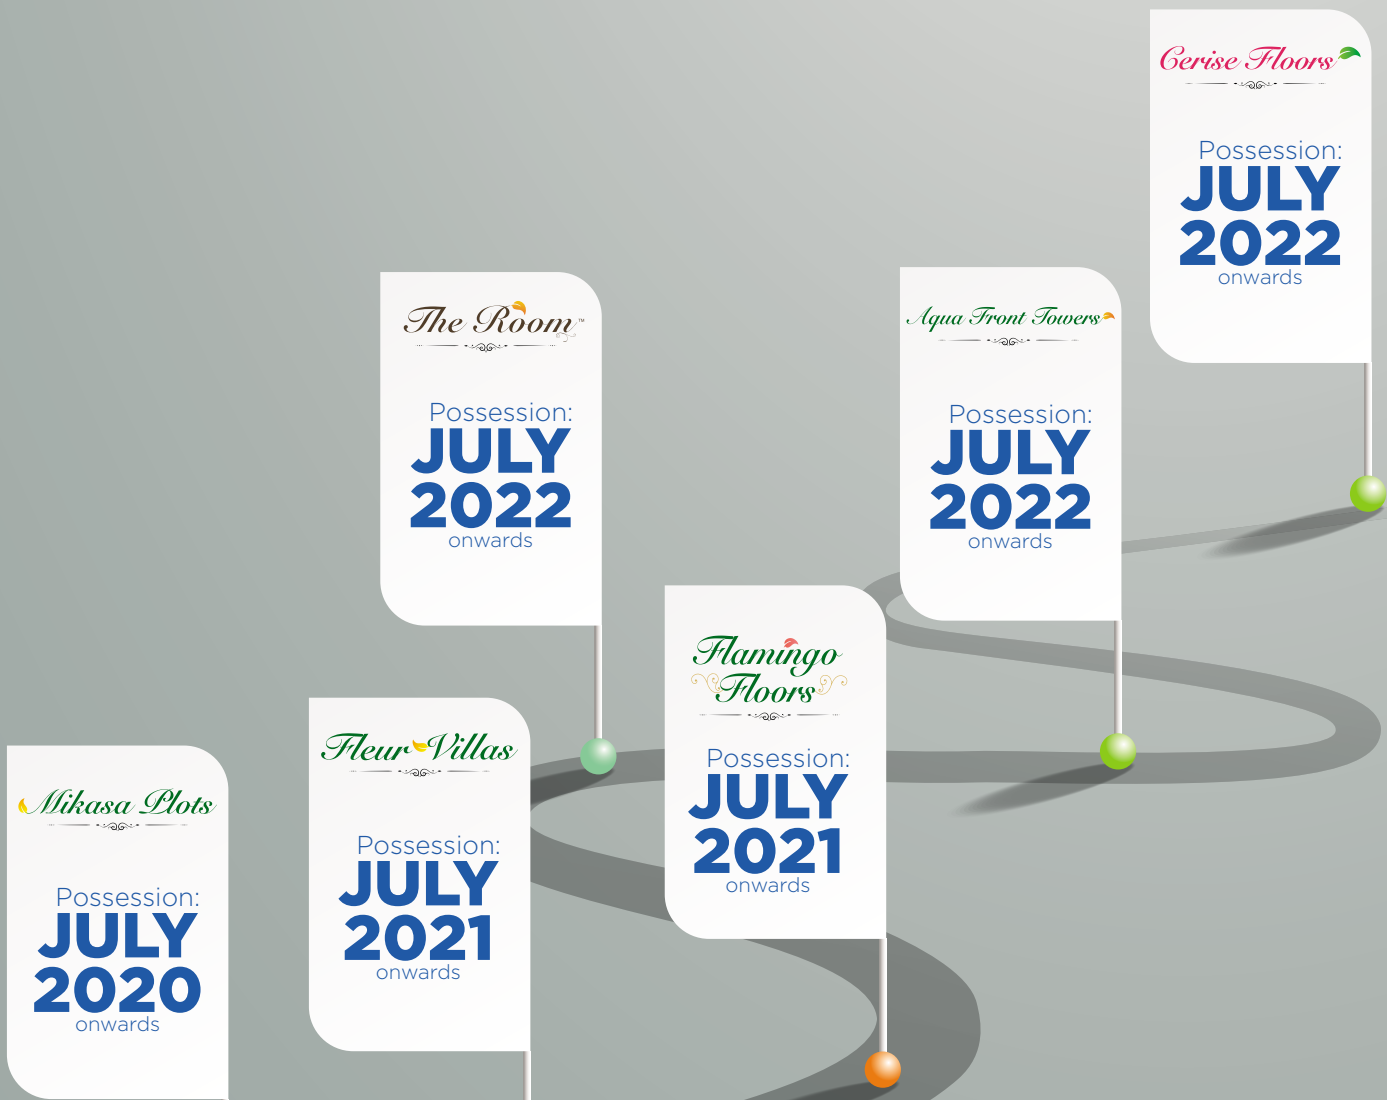 Cerise Floors
Possession:
JULY
2022
onwards
The Room™
Possession:
JULY
2022
onwards
Aqua Front Towers
Possession:
JULY
2022
onwards
Flamingo
Floors
Possession:
JULY
2021
onwards
Fleur Villas
Possession:
JULY
2021
onwards
Mikasa Plots
Possession:
JULY
2020
onwards